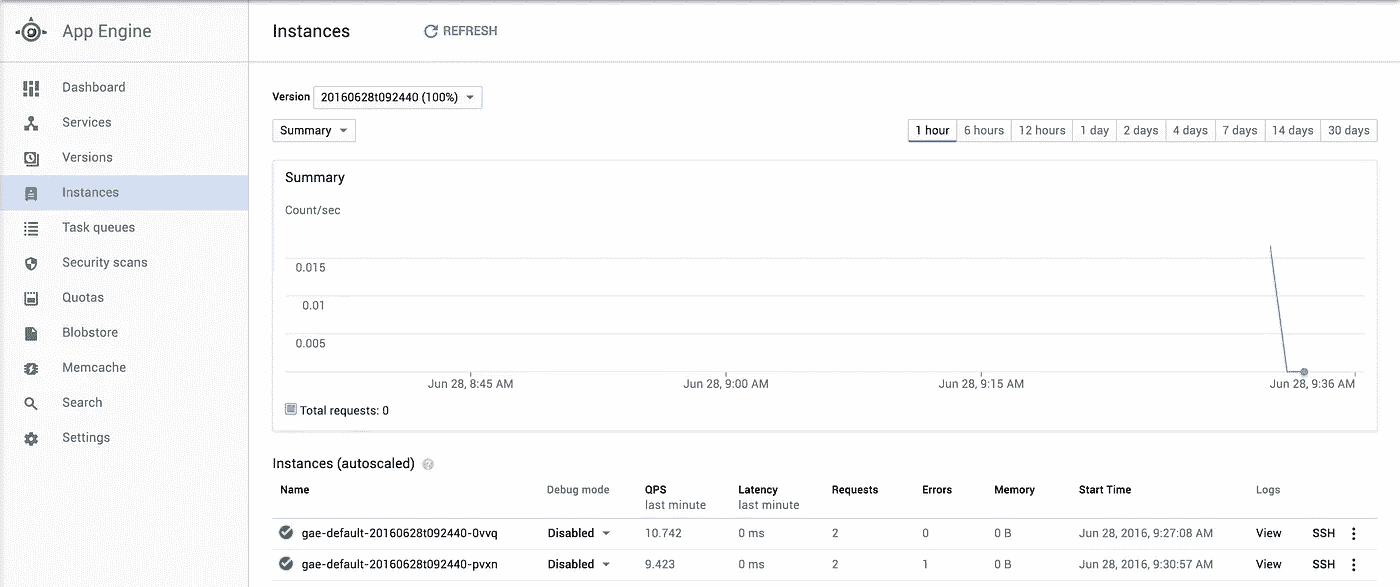 App Engine
Instances
REFRESH
Dashboard
Services
Versions
Instances
Task queues
Security scans
Quotas
Blobstore
Memcache
Search
Settings
Version 20160628t092440 (100%)
Summary
1 hour 6 hours 12 hours 1 day 2 days 4 days 7 days 14 days 30 days
Summary
Count/sec
0.015
0.01
0.005
Jun 28, 8:45 AM Jun 28, 9:00 AM Jun 28, 9:15 AM Jun 28, 9:36 AM
Total requests: 0
Instances (autoscaled) ?
Name Debug mode QPS Latency Requests Errors Memory Start Time Logs
last minute last minute
gae-default-20160628t092440-0vvq Disabled 10.742 0 ms 2 0 0 B Jun 28, 2016, 9:27:08 AM View SSH
gae-default-20160628t092440-pvxn Disabled 9.423 0 ms 2 1 0 B Jun 28, 2016, 9:30:57 AM View SSH